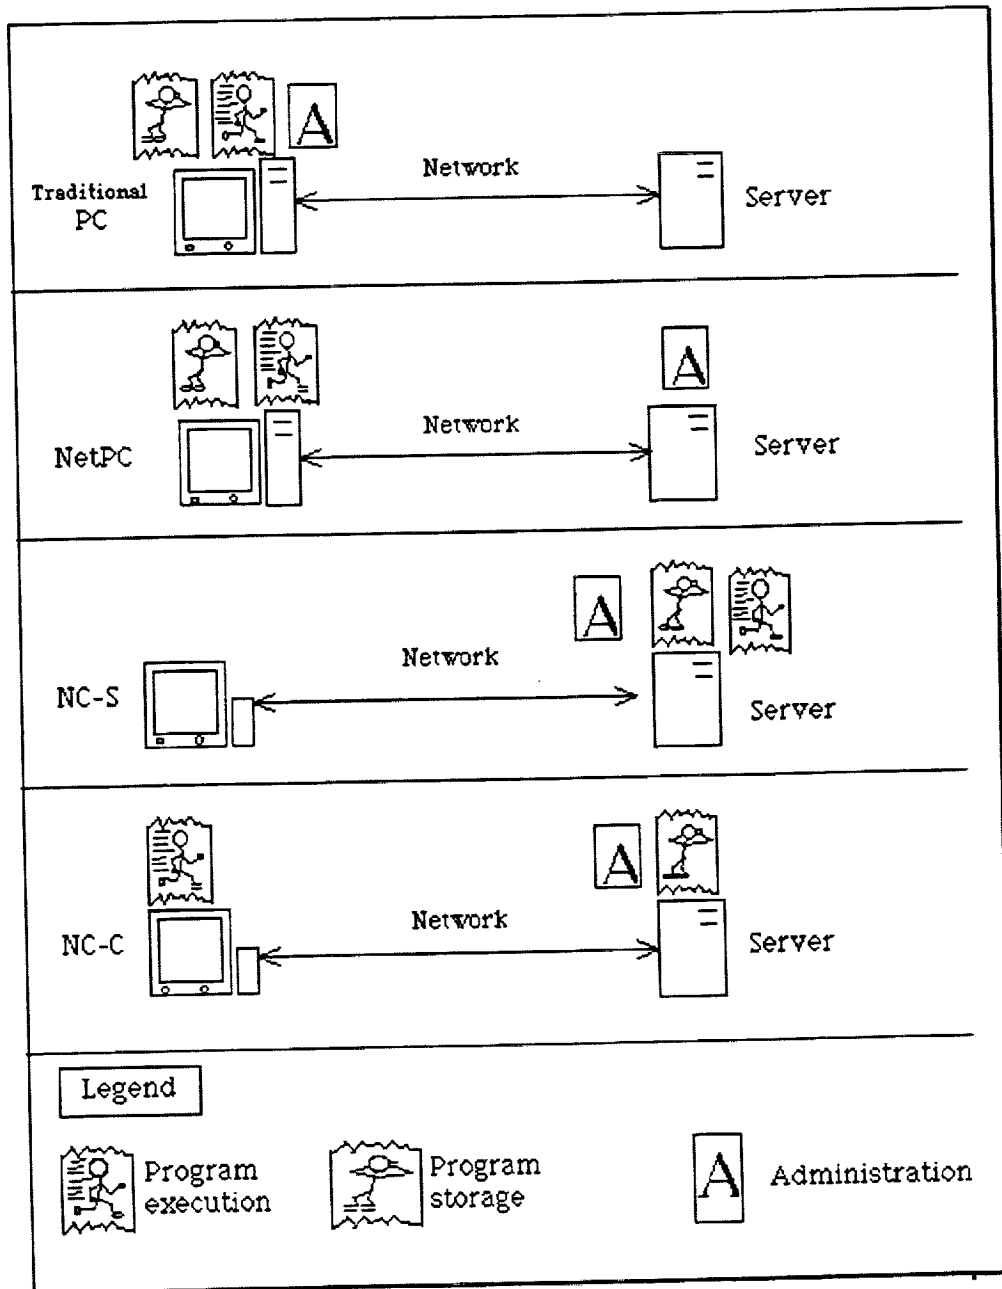 A
Traditional
PC
Network
Server
A
NetPC
Network
Server
A
NC-S
Network
Server
A
NC-C
Network
Server
Legend
Program
execution
Program
storage
A
Administration